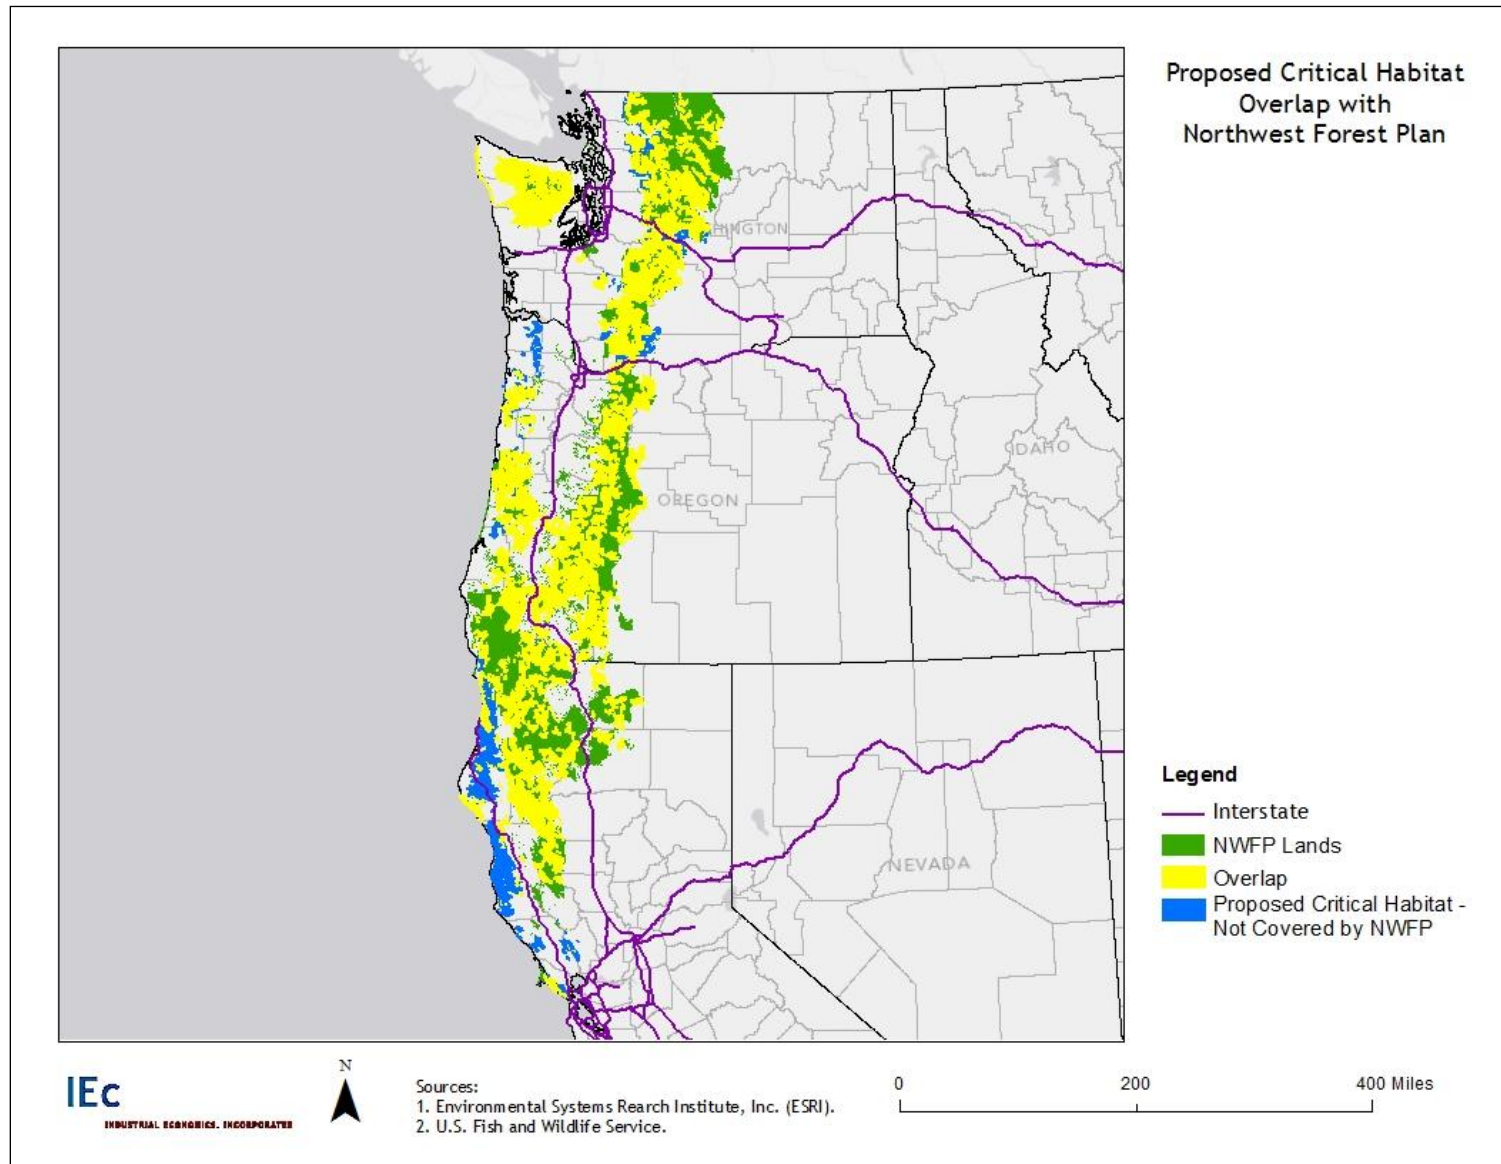 Proposed Critical Habitat
Overlap with
Northwest Forest Plan
HINGTON
IDAHO
OREGON
NEVADA
Legend
Interstate
NWFP Lands
Overlap
Proposed Critical Habitat -
Not Covered by NWFP
IEc
INDUSTRIAL ECONOMICS, INCORPORATED
N
Sources:
1. Environmental Systems Rearch Institute, Inc. (ESRI).
2. U.S. Fish and Wildlife Service.
0 200 400 Miles